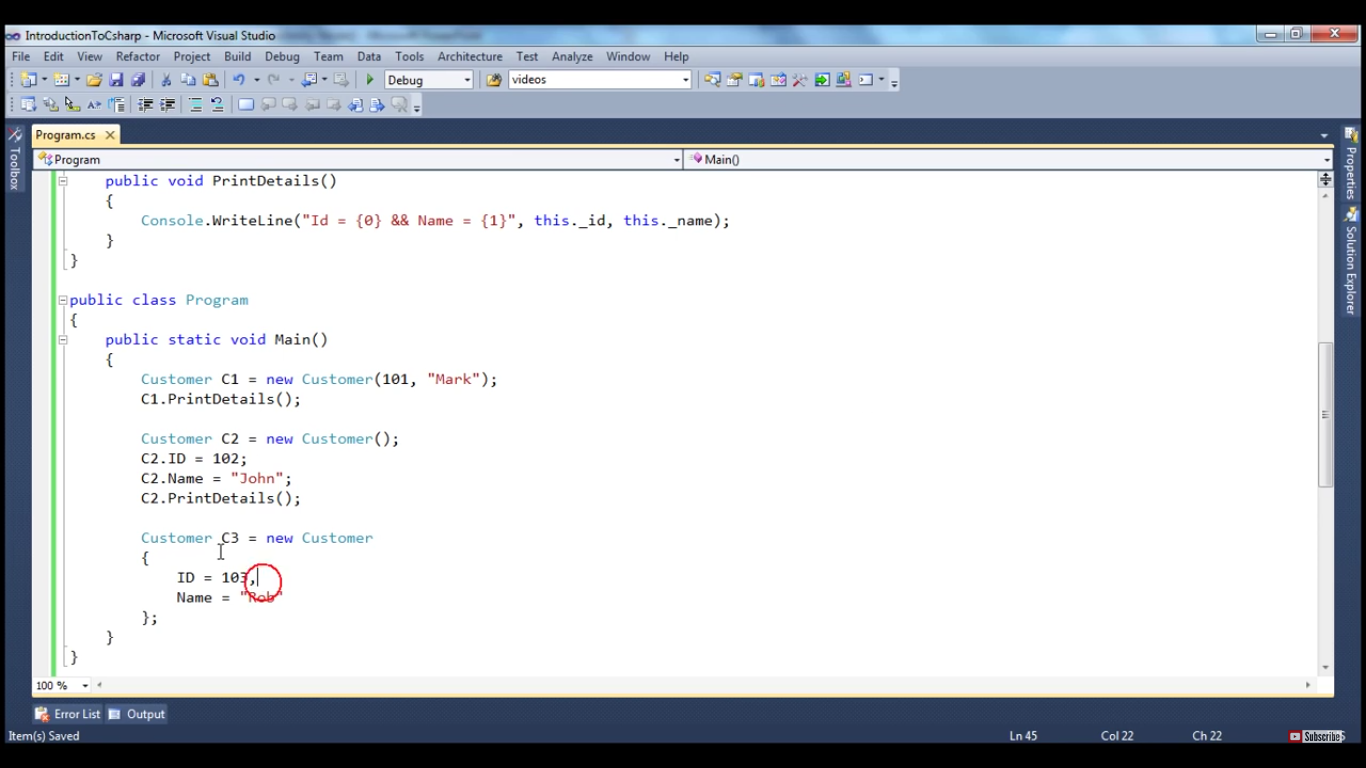 IntroductionToCsharp - Microsoft Visual Studio
File Edit View Refactor Project Build Debug Team Data Tools Architecture Test Analyze Window Help
Debug videos
Program.cs
Program Main()
Toolbox
Properties
Solution Explorer
public void PrintDetails()
{
Console.WriteLine("Id = {0} && Name = {1}", this._id, this._name);
}
}
public class Program
{
public static void Main()
{
Customer C1 = new Customer(101, "Mark");
C1.PrintDetails();
Customer C2 = new Customer();
C2.ID = 102;
C2.Name = "John";
C2.PrintDetails();
Customer C3 = new Customer
{
ID = 103,
Name = "Rob"
};
}
}
100 %
Error List Output
Item(s) Saved Ln 45 Col 22 Ch 22 Subscribe